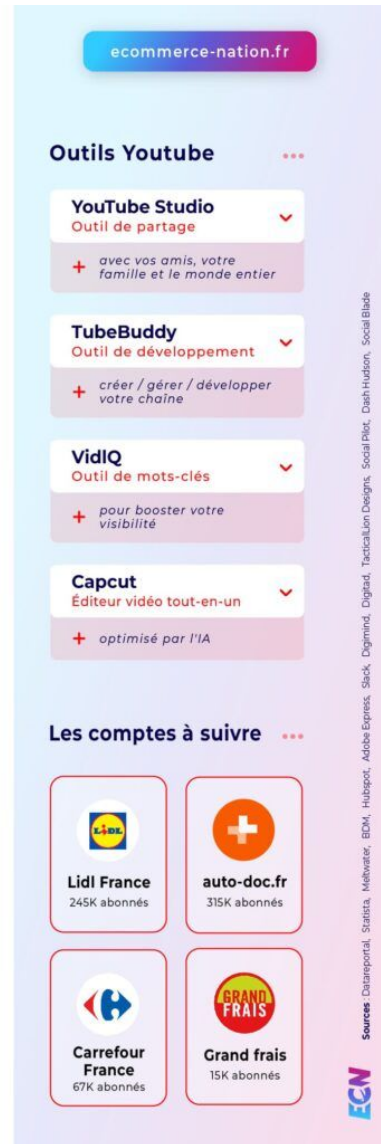 ecommerce-nation.fr
Outils Youtube
YouTube Studio
Outil de partage
+ avec vos amis, votre
famille et le monde entier
TubeBuddy
Outil de développement
+ créer / gérer / développer
votre chaîne
VidIQ
Outil de mots-clés
+ pour booster votre
visibilité
Capcut
Éditeur vidéo tout-en-un
+ optimisé par l'IA
Les comptes à suivre
LIDL
Lidl France
245K abonnés
auto-doc.fr
315K abonnés
Carrefour
France
67K abonnés
GRAND
FRAIS
Grand frais
15K abonnés
Sources : Datareportal, Statista, Meltwater, BDM, Hubspot, Adobe Express, Slack, Digimind, Digitad, TacticalLion Designs, Social Pilot, Dash Hudson, Social Blade
ECN